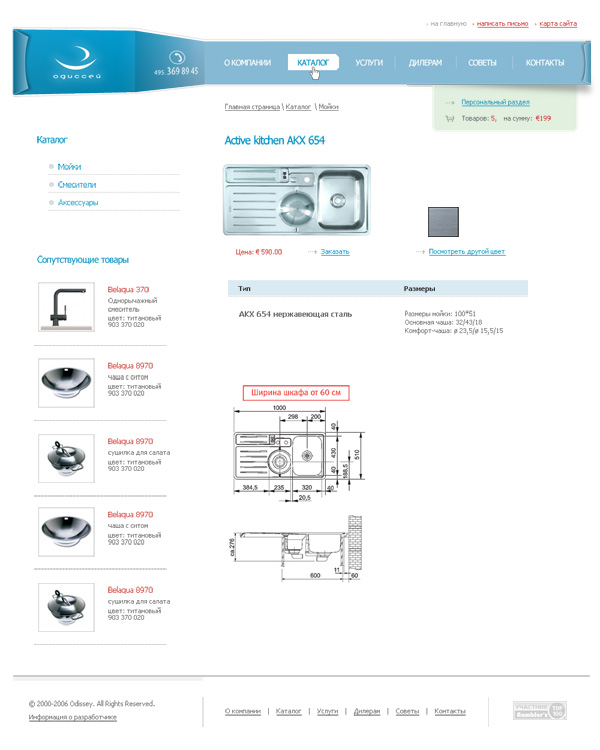 на главную написать письмо карта сайта
одиссей
495 369 89 45
О КОМПАНИИ КАТАЛОГ УСЛУГИ ДИЛЕРАМ СОВЕТЫ КОНТАКТЫ
Главная страница \ Каталог \ Мойки
Персональный раздел
Товаров: 5, на сумму: €199
Каталог
Мойки
Смесители
Аксессуары
Сопутствующие товары
Belaqua 370
Однорычажный
смеситель
цвет: титановый
903 370 020
Belaqua 8970
чаша с ситом
цвет: титановый
903 370 020
Belaqua 8970
сушилка для салата
цвет: титановый
903 370 020
Belaqua 8970
чаша с ситом
цвет: титановый
903 370 020
Belaqua 8970
сушилка для салата
цвет: титановый
903 370 020
Active kitchen AKX 654
Цена: € 590.00 Заказать Посмотреть другой цвет
Тип Размеры
AKX 654 нержавеющая сталь
Размеры мойки: 100*51
Основная чаша: 32/43/18
Комфорт-чаша: ø 23,5/ø 15,5/15
Ширина шкафа от 60 см
1000
298 200
40
430
510
188,5
40
384,5 235 320 40
20,5
ca.276
11
600 60
© 2000-2006 Odissey. All Rights Reserved.
Информация о разработчике
О компании | Каталог | Услуги | Дилерам | Советы | Контакты
УЧАСТНИК
Rambler's
TOP
100